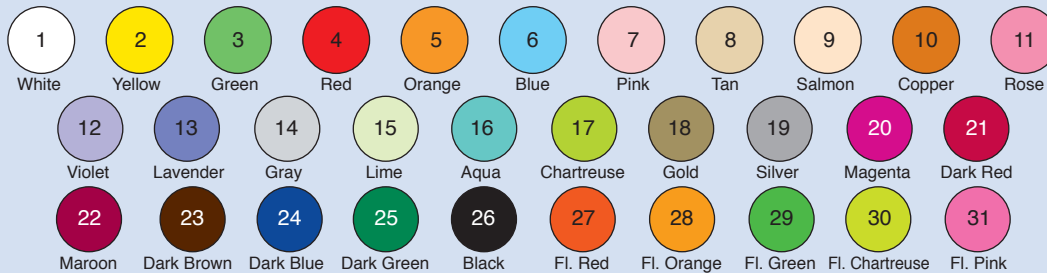 1 2 3 4 5 6 7 8 9 10 11
White Yellow Green Red Orange Blue Pink Tan Salmon Copper Rose
12 13 14 15 16 17 18 19 20 21
Violet Lavender Gray Lime Aqua Chartreuse Gold Silver Magenta Dark Red
22 23 24 25 26 27 28 29 30 31
Maroon Dark Brown Dark Blue Dark Green Black Fl. Red Fl. Orange Fl. Green Fl. Chartreuse Fl. Pink